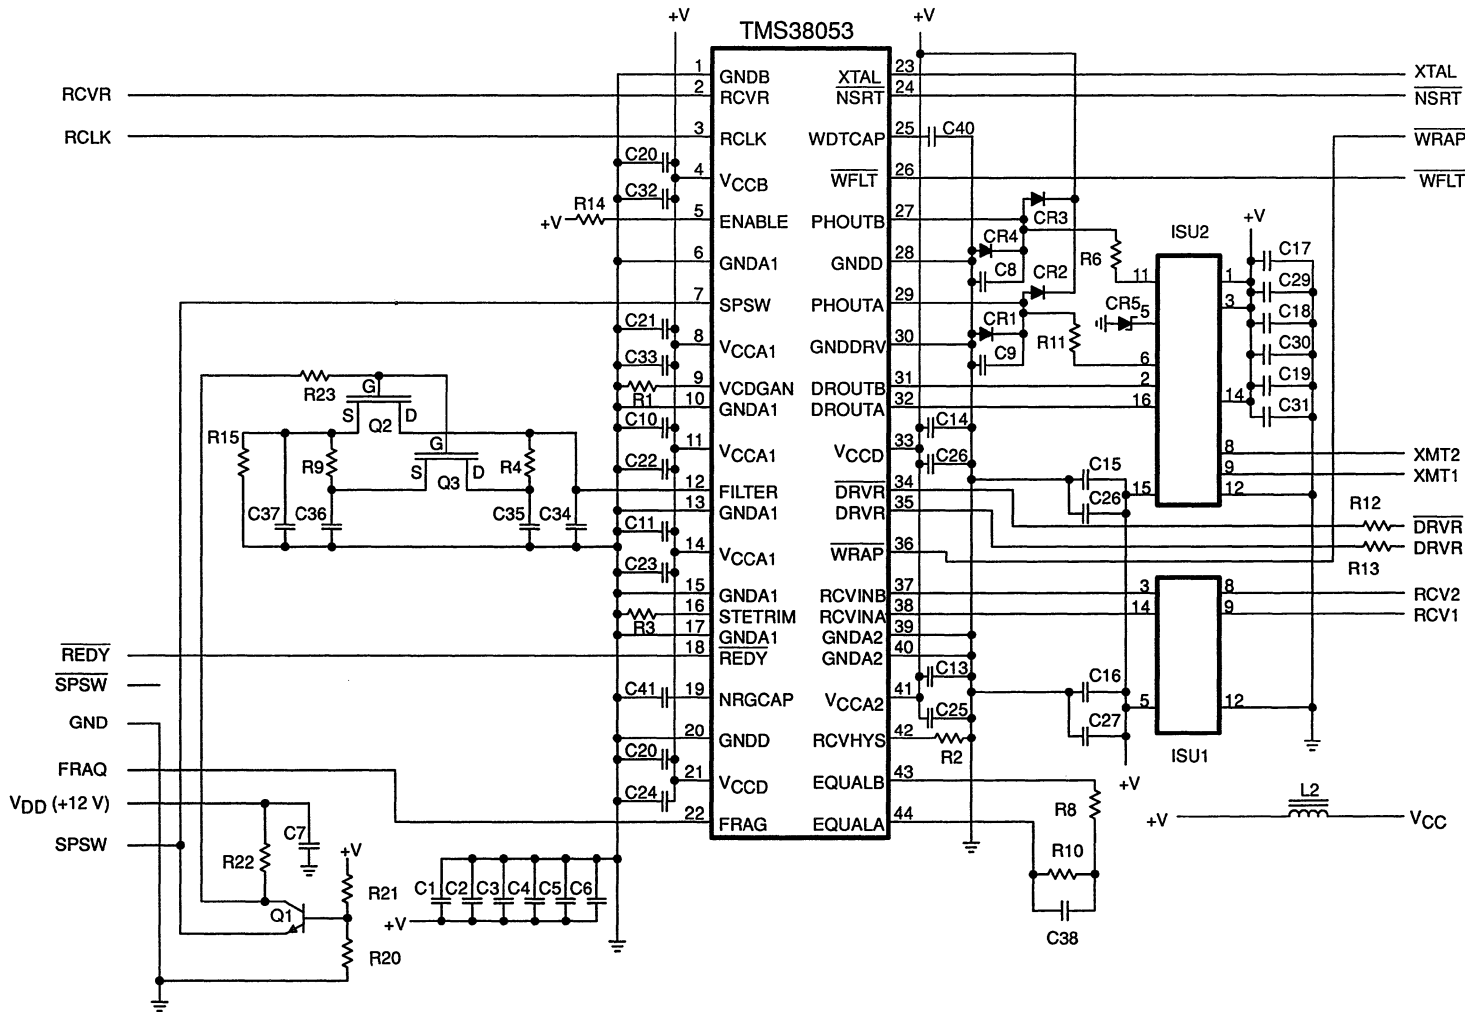 +V
TMS38053
+V
1 GNDB
2 RCVR
3 RCLK
4 VCCB
5 ENABLE
6 GNDA1
7 SPSW
8 VCCA1
9 VCDGAN
10 GNDA1
11 VCCA1
12 FILTER
13 GNDA1
14 VCCA1
15 GNDA1
16 STETRIM
17 GNDA1
18 REDY
19 NRGCAP
20 GNDD
21 VCCD
22 FRAG
XTAL 23
NSRT 24
WDTCAP 25
WFLT 26
PHOUTB 27
GNDD 28
PHOUTA 29
GNDDRV 30
DROUTB 31
DROUTA 32
VCCD 33
DRVR 34
DRVR 35
WRAP 36
RCVINB 37
RCVINA 38
GNDA2 39
GNDA2 40
VCCA2 41
RCVHYS 42
EQUALB 43
EQUALA 44
RCVR
RCLK
REDY
SPSW
GND
FRAQ
VDD (+12 V)
SPSW
C20
C32
+V R14
C21
C33
R1
C10
C22
C11
C23
R3
C41
C20
C24
R23
G
S D
Q2
G
S D
Q3
R15
R9
R4
C37 C36
C35 C34
C7
R22
+V
R21
Q1
R20
C1 C2 C3 C4 C5 C6
+V
C40
CR3
CR4
C8
CR2
CR1
C9
R6
R11
CR5
C14
C26
C15
C26
C13
C25
C16
C27
+V
R2
R8
R10
C38
ISU2
11
5
6
2
16
15
1
3
14
8
9
12
+V
C17
C29
C18
C30
C19
C31
3
14
5
8
9
12
ISU1
XTAL
NSRT
WRAP
WFLT
XMT2
XMT1
R12
DRVR
DRVR
R13
RCV2
RCV1
L2
+V VCC